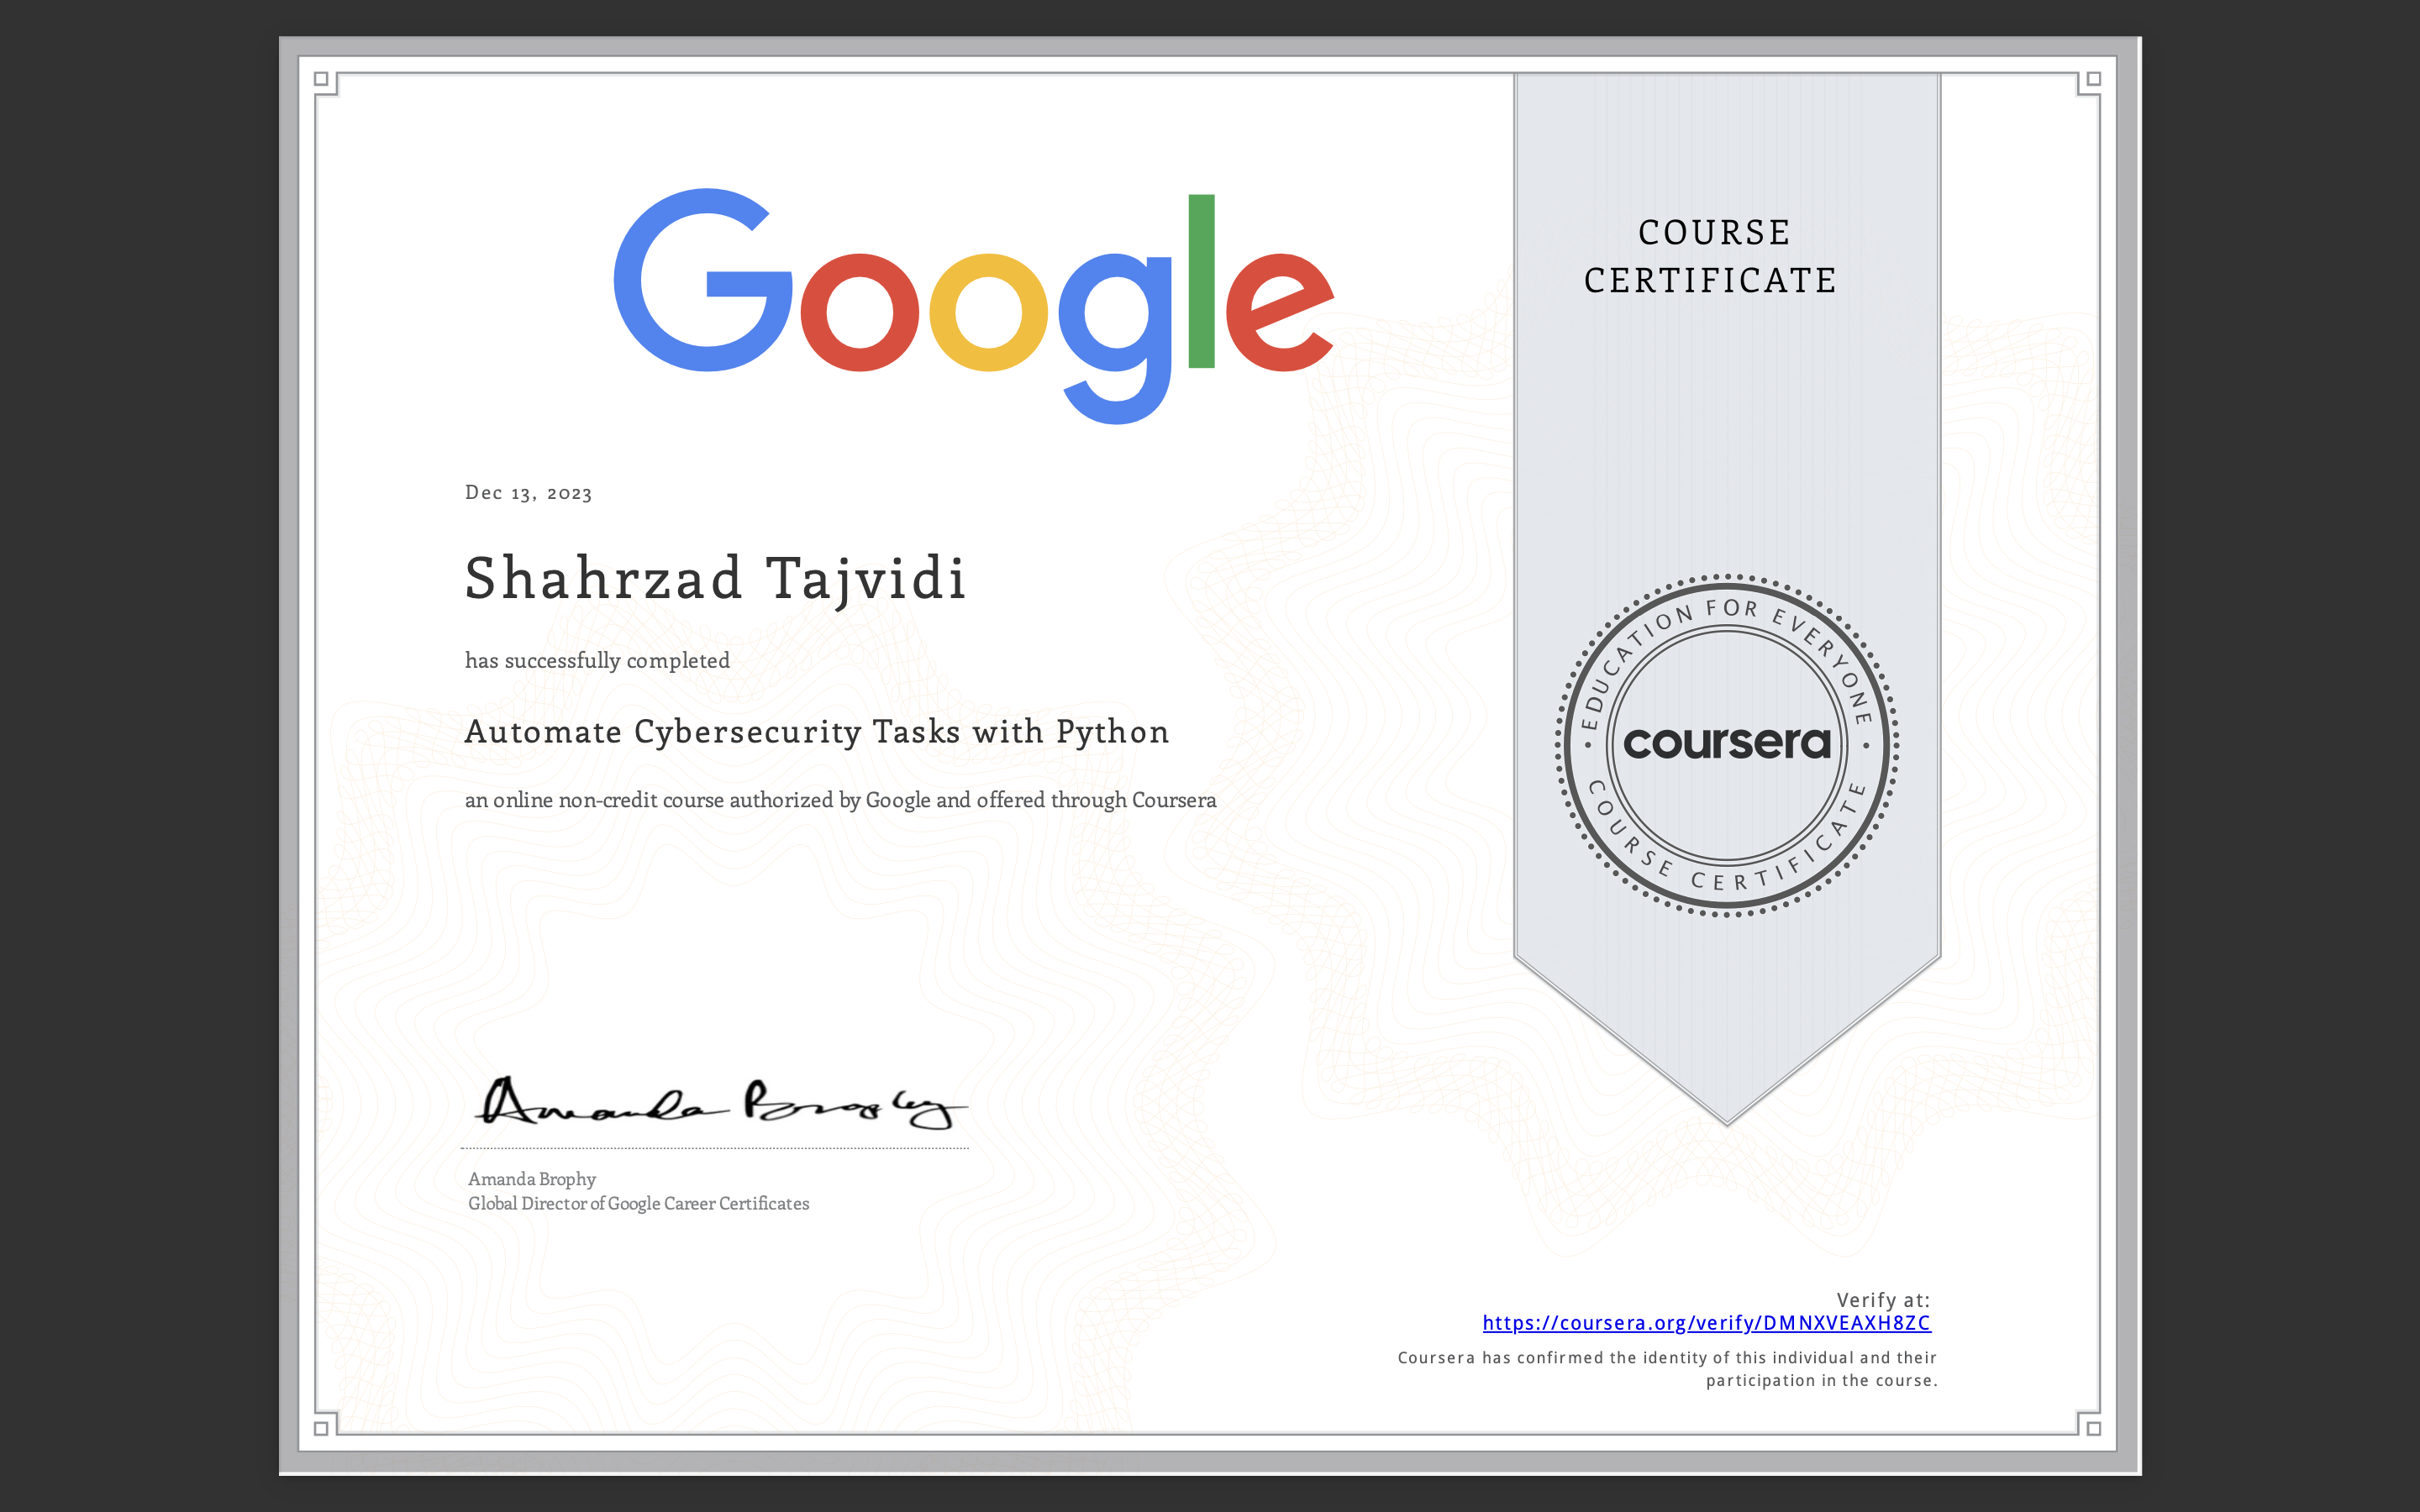 Google
COURSE
CERTIFICATE
Dec 13, 2023
Shahrzad Tajvidi
has successfully completed
Automate Cybersecurity Tasks with Python
an online non-credit course authorized by Google and offered through Coursera
EDUCATION FOR EVERYONE
coursera
COURSE CERTIFICATE
Amanda Brophy
Amanda Brophy
Global Director of Google Career Certificates
Verify at:
https://coursera.org/verify/DMNXVEAXH8ZC
Coursera has confirmed the identity of this individual and their
participation in the course.